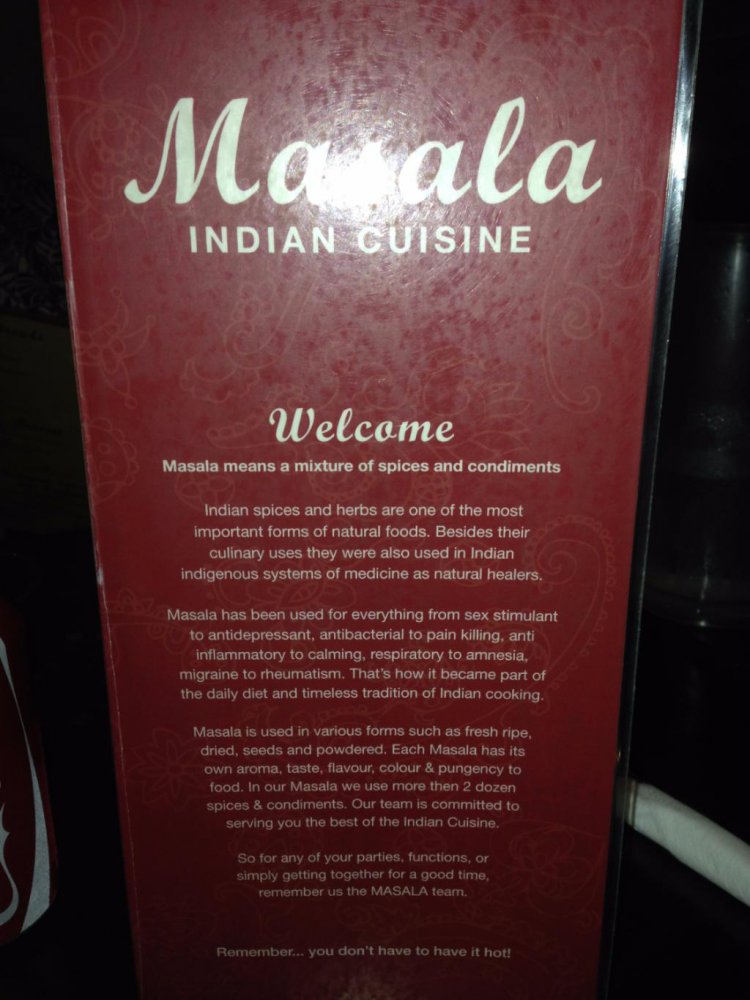 Masala
INDIAN CUISINE
Welcome
Masala means a mixture of spices and condiments
Indian spices and herbs are one of the most
important forms of natural foods. Besides their
culinary uses they were also used in Indian
indigenous systems of medicine as natural healers.
Masala has been used for everything from sex stimulant
to antidepressant, antibacterial to pain killing, anti
inflammatory to calming, respiratory to amnesia,
migraine to rheumatism. That's how it became part of
the daily diet and timeless tradition of Indian cooking.
Masala is used in various forms such as fresh ripe,
dried, seeds and powdered. Each Masala has its
own aroma, taste, flavour, colour & pungency to
food. In our Masala we use more then 2 dozen
spices & condiments. Our team is committed to
serving you the best of the Indian Cuisine.
So for any of your parties, functions, or
simply getting together for a good time,
remember us the MASALA team.
Remember... you don't have to have it hot!